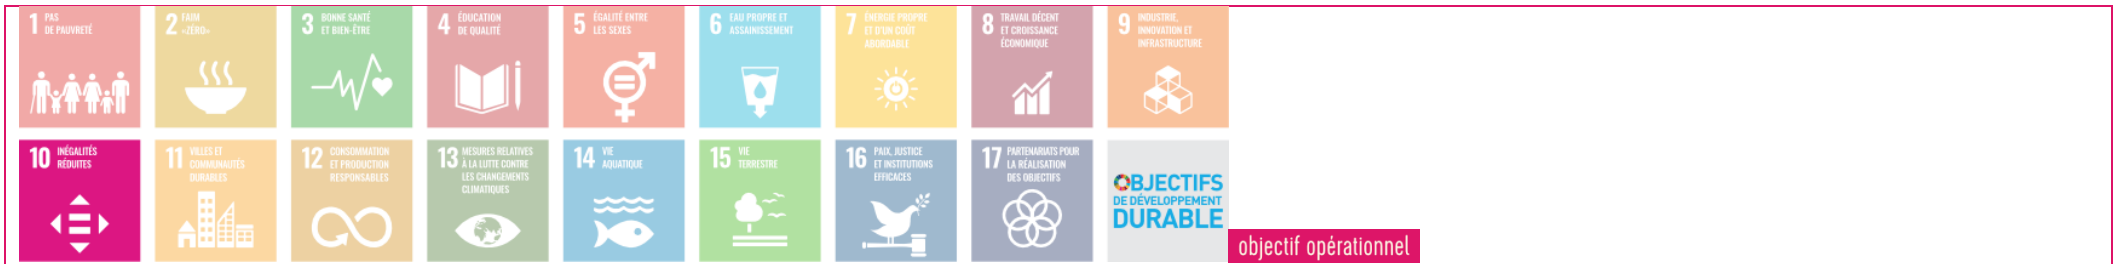 1 PAS
DE PAUVRETÉ
2 FAIM
«ZÉRO»
3 BONNE SANTÉ
ET BIEN-ÊTRE
4 ÉDUCATION
DE QUALITÉ
5 ÉGALITÉ ENTRE
LES SEXES
6 EAU PROPRE ET
ASSAINISSEMENT
7 ÉNERGIE PROPRE
ET D'UN COÛT
ABORDABLE
8 TRAVAIL DÉCENT
ET CROISSANCE
ÉCONOMIQUE
9 INDUSTRIE,
INNOVATION ET
INFRASTRUCTURE
10 INÉGALITÉS
RÉDUITES
11 VILLES ET
COMMUNAUTÉS
DURABLES
12 CONSOMMATION
ET PRODUCTION
RESPONSABLES
13 MESURES RELATIVES
À LA LUTTE CONTRE
LES CHANGEMENTS
CLIMATIQUES
14 VIE
AQUATIQUE
15 VIE
TERRESTRE
16 PAIX, JUSTICE
ET INSTITUTIONS
EFFICACES
17 PARTENARIATS POUR
LA RÉALISATION
DES OBJECTIFS
OBJECTIFS
DE DÉVELOPPEMENT
DURABLE
objectif opérationnel